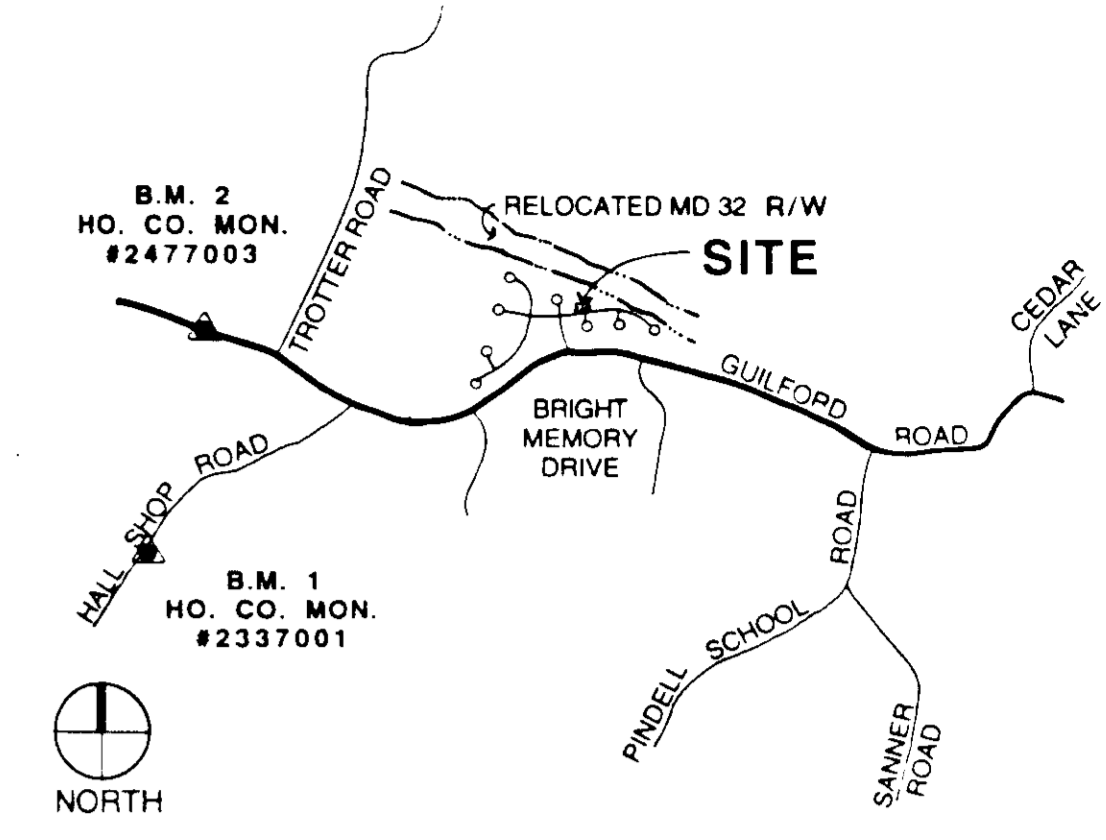 B.M. 2
HO. CO. MON.
#2477003
TROTTER ROAD
RELOCATED MD 32 R/W
SITE
CEDAR
LANE
GUILFORD
ROAD
BRIGHT
MEMORY
DRIVE
HALL SHOP ROAD
B.M. 1
HO. CO. MON.
#2337001
ROAD
PINDELL SCHOOL
SANNER
ROAD
NORTH